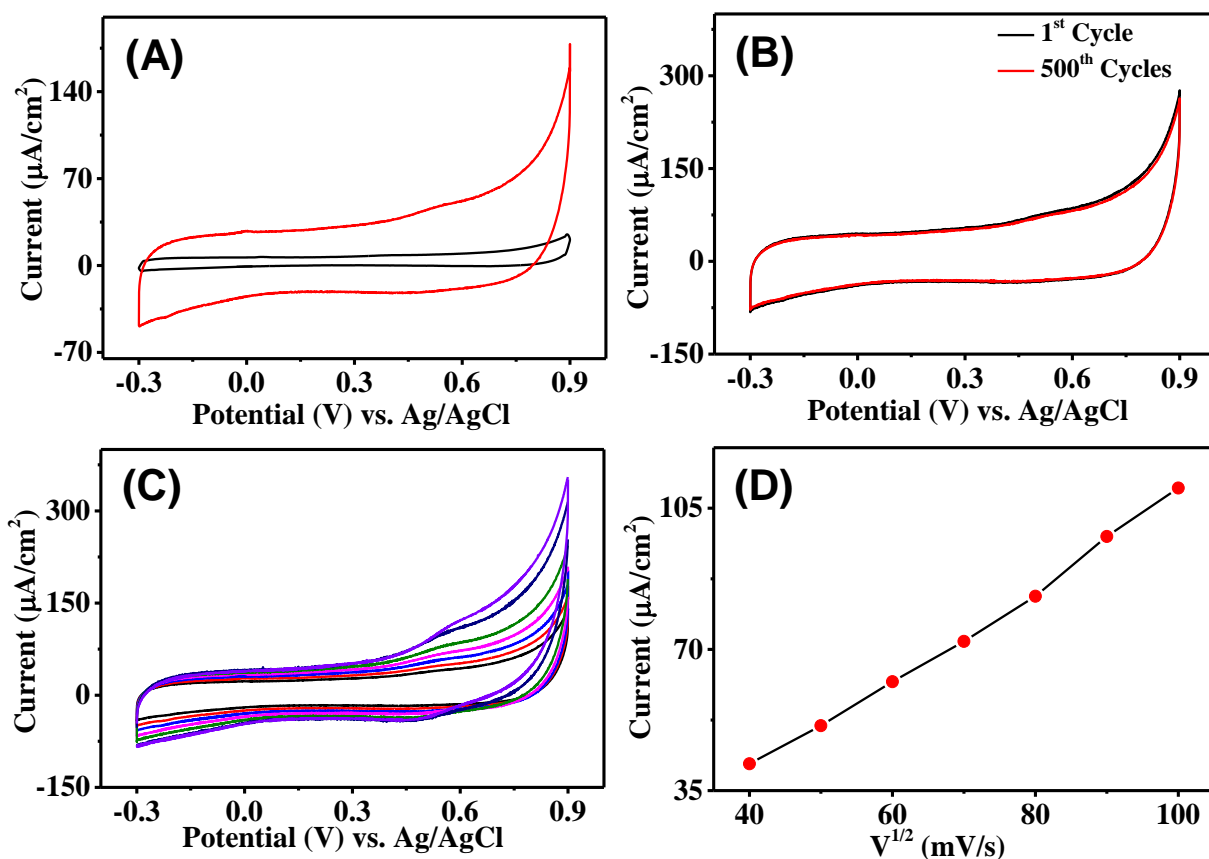 (A)
Current (μA/cm²)
140
70
0
-70
-0.3 0.0 0.3 0.6 0.9
Potential (V) vs. Ag/AgCl
(B)
1st Cycle
500th Cycles
Current (μA/cm²)
300
150
0
-150
-0.3 0.0 0.3 0.6 0.9
Potential (V) vs. Ag/AgCl
(C)
Current (μA/cm²)
300
150
0
-150
-0.3 0.0 0.3 0.6 0.9
Potential (V) vs. Ag/AgCl
(D)
Current (μA/cm²)
105
70
35
40 60 80 100
V1/2 (mV/s)